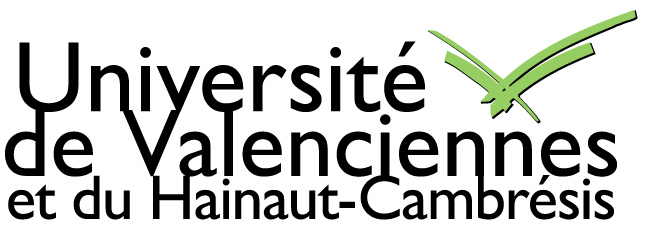 Université
de Valenciennes
et du Hainaut-Cambrésis